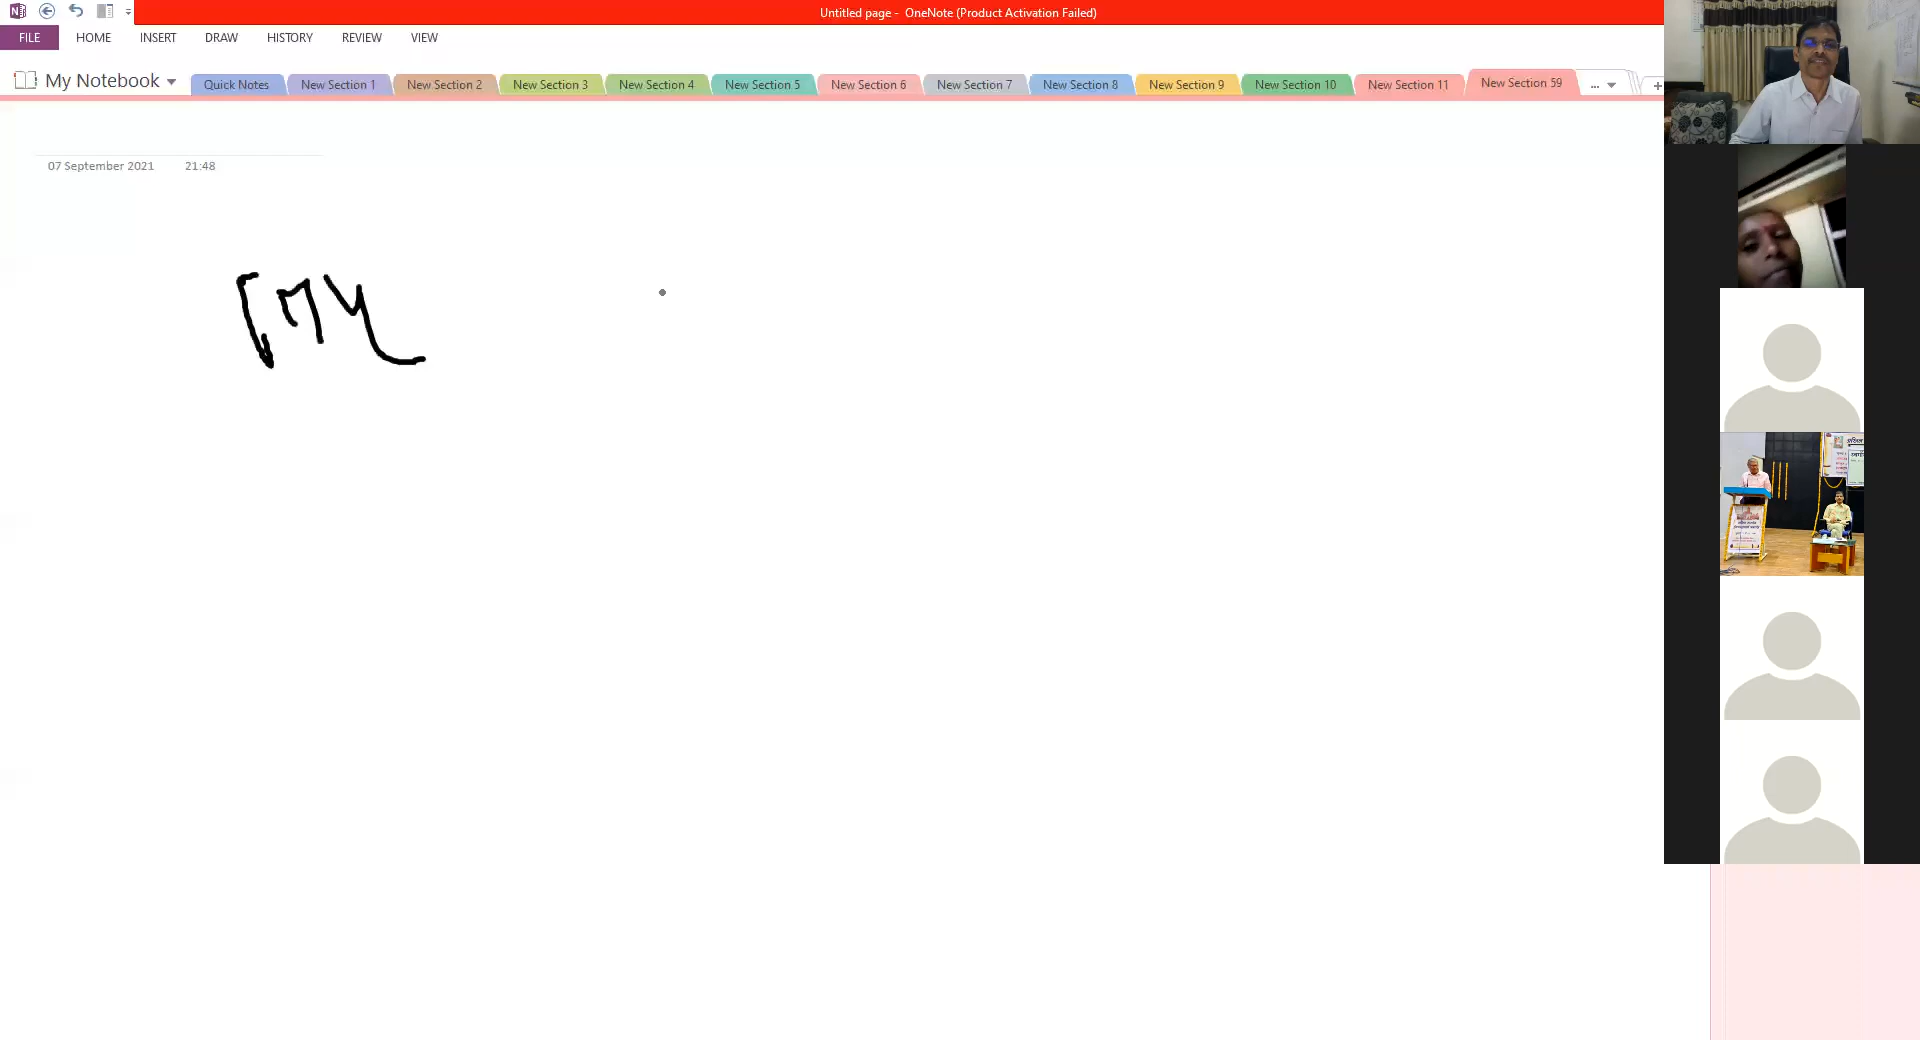 Untitled page - OneNote (Product Activation Failed)
FILE HOME INSERT DRAW HISTORY REVIEW VIEW
My Notebook Quick Notes New Section 1 New Section 2 New Section 3 New Section 4 New Section 5 New Section 6 New Section 7 New Section 8 New Section 9 New Section 10 New Section 11 New Section 59 ...
07 September 2021 21:48